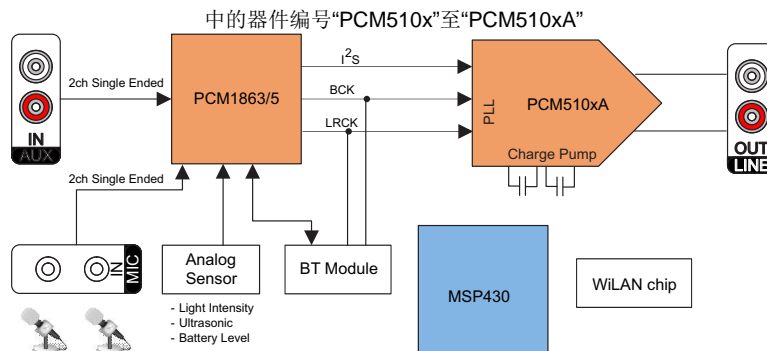 中的器件编号“PCM510x”至“PCM510xA”
2ch Single Ended
IN
AUX
PCM1863/5
I2S
BCK
LRCK
PLL
PCM510xA
Charge Pump
OUT
LINE
2ch Single Ended
IN
MIC
Analog
Sensor
- Light Intensity
- Ultrasonic
- Battery Level
BT Module
MSP430
WiLAN chip